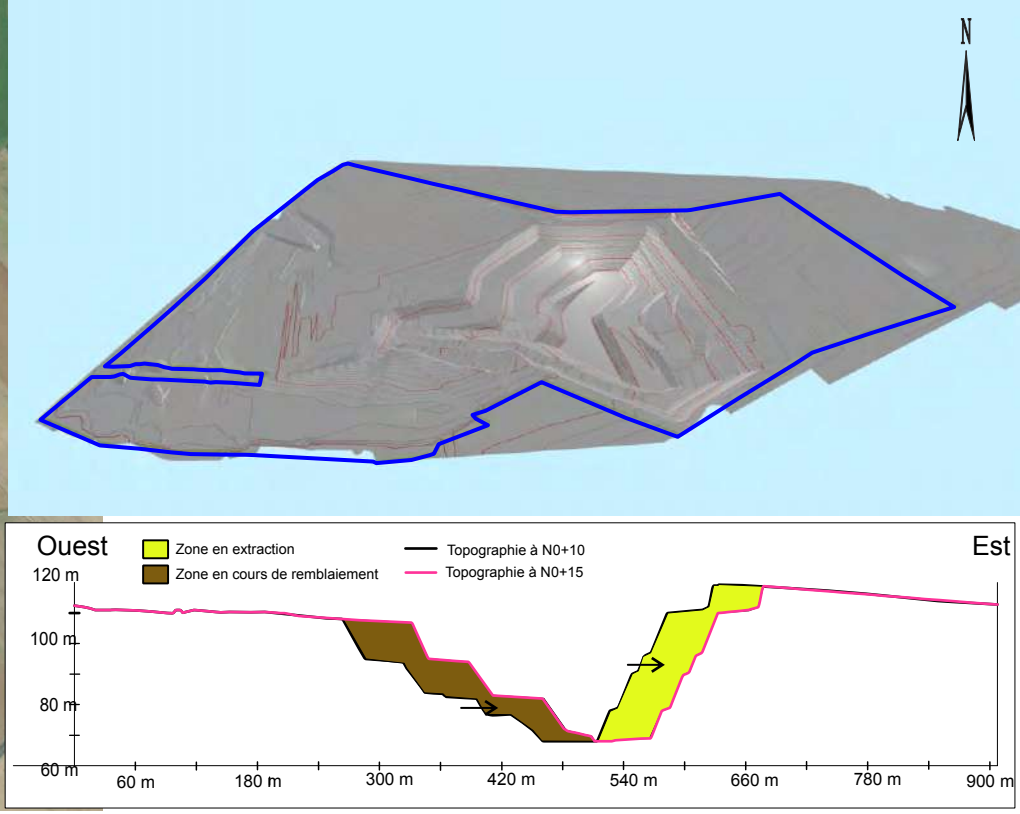 N
Ouest
Zone en extraction
Topographie à N0+10
Est
Zone en cours de remblaiement
Topographie à N0+15
120 m
100 m
80 m
60 m
60 m
180 m
300 m
420 m
540 m
660 m
780 m
900 m